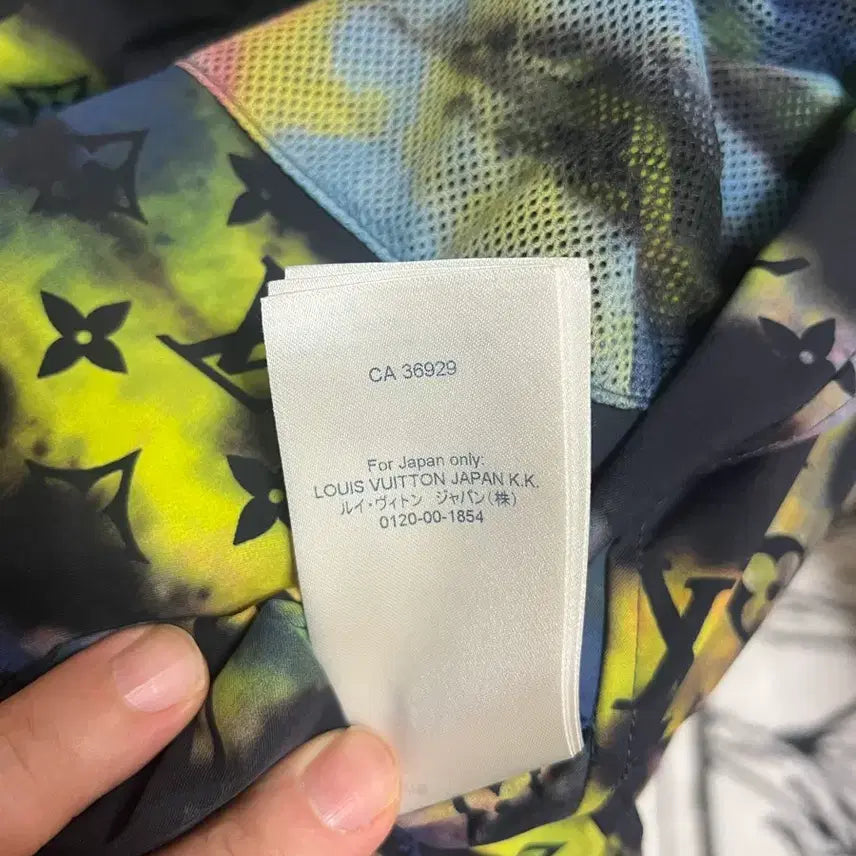 CA 36929
For Japan only:
LOUIS VUITTON JAPAN K.K.
ルイ・ヴィトン ジャパン(株)
0120-00-1854